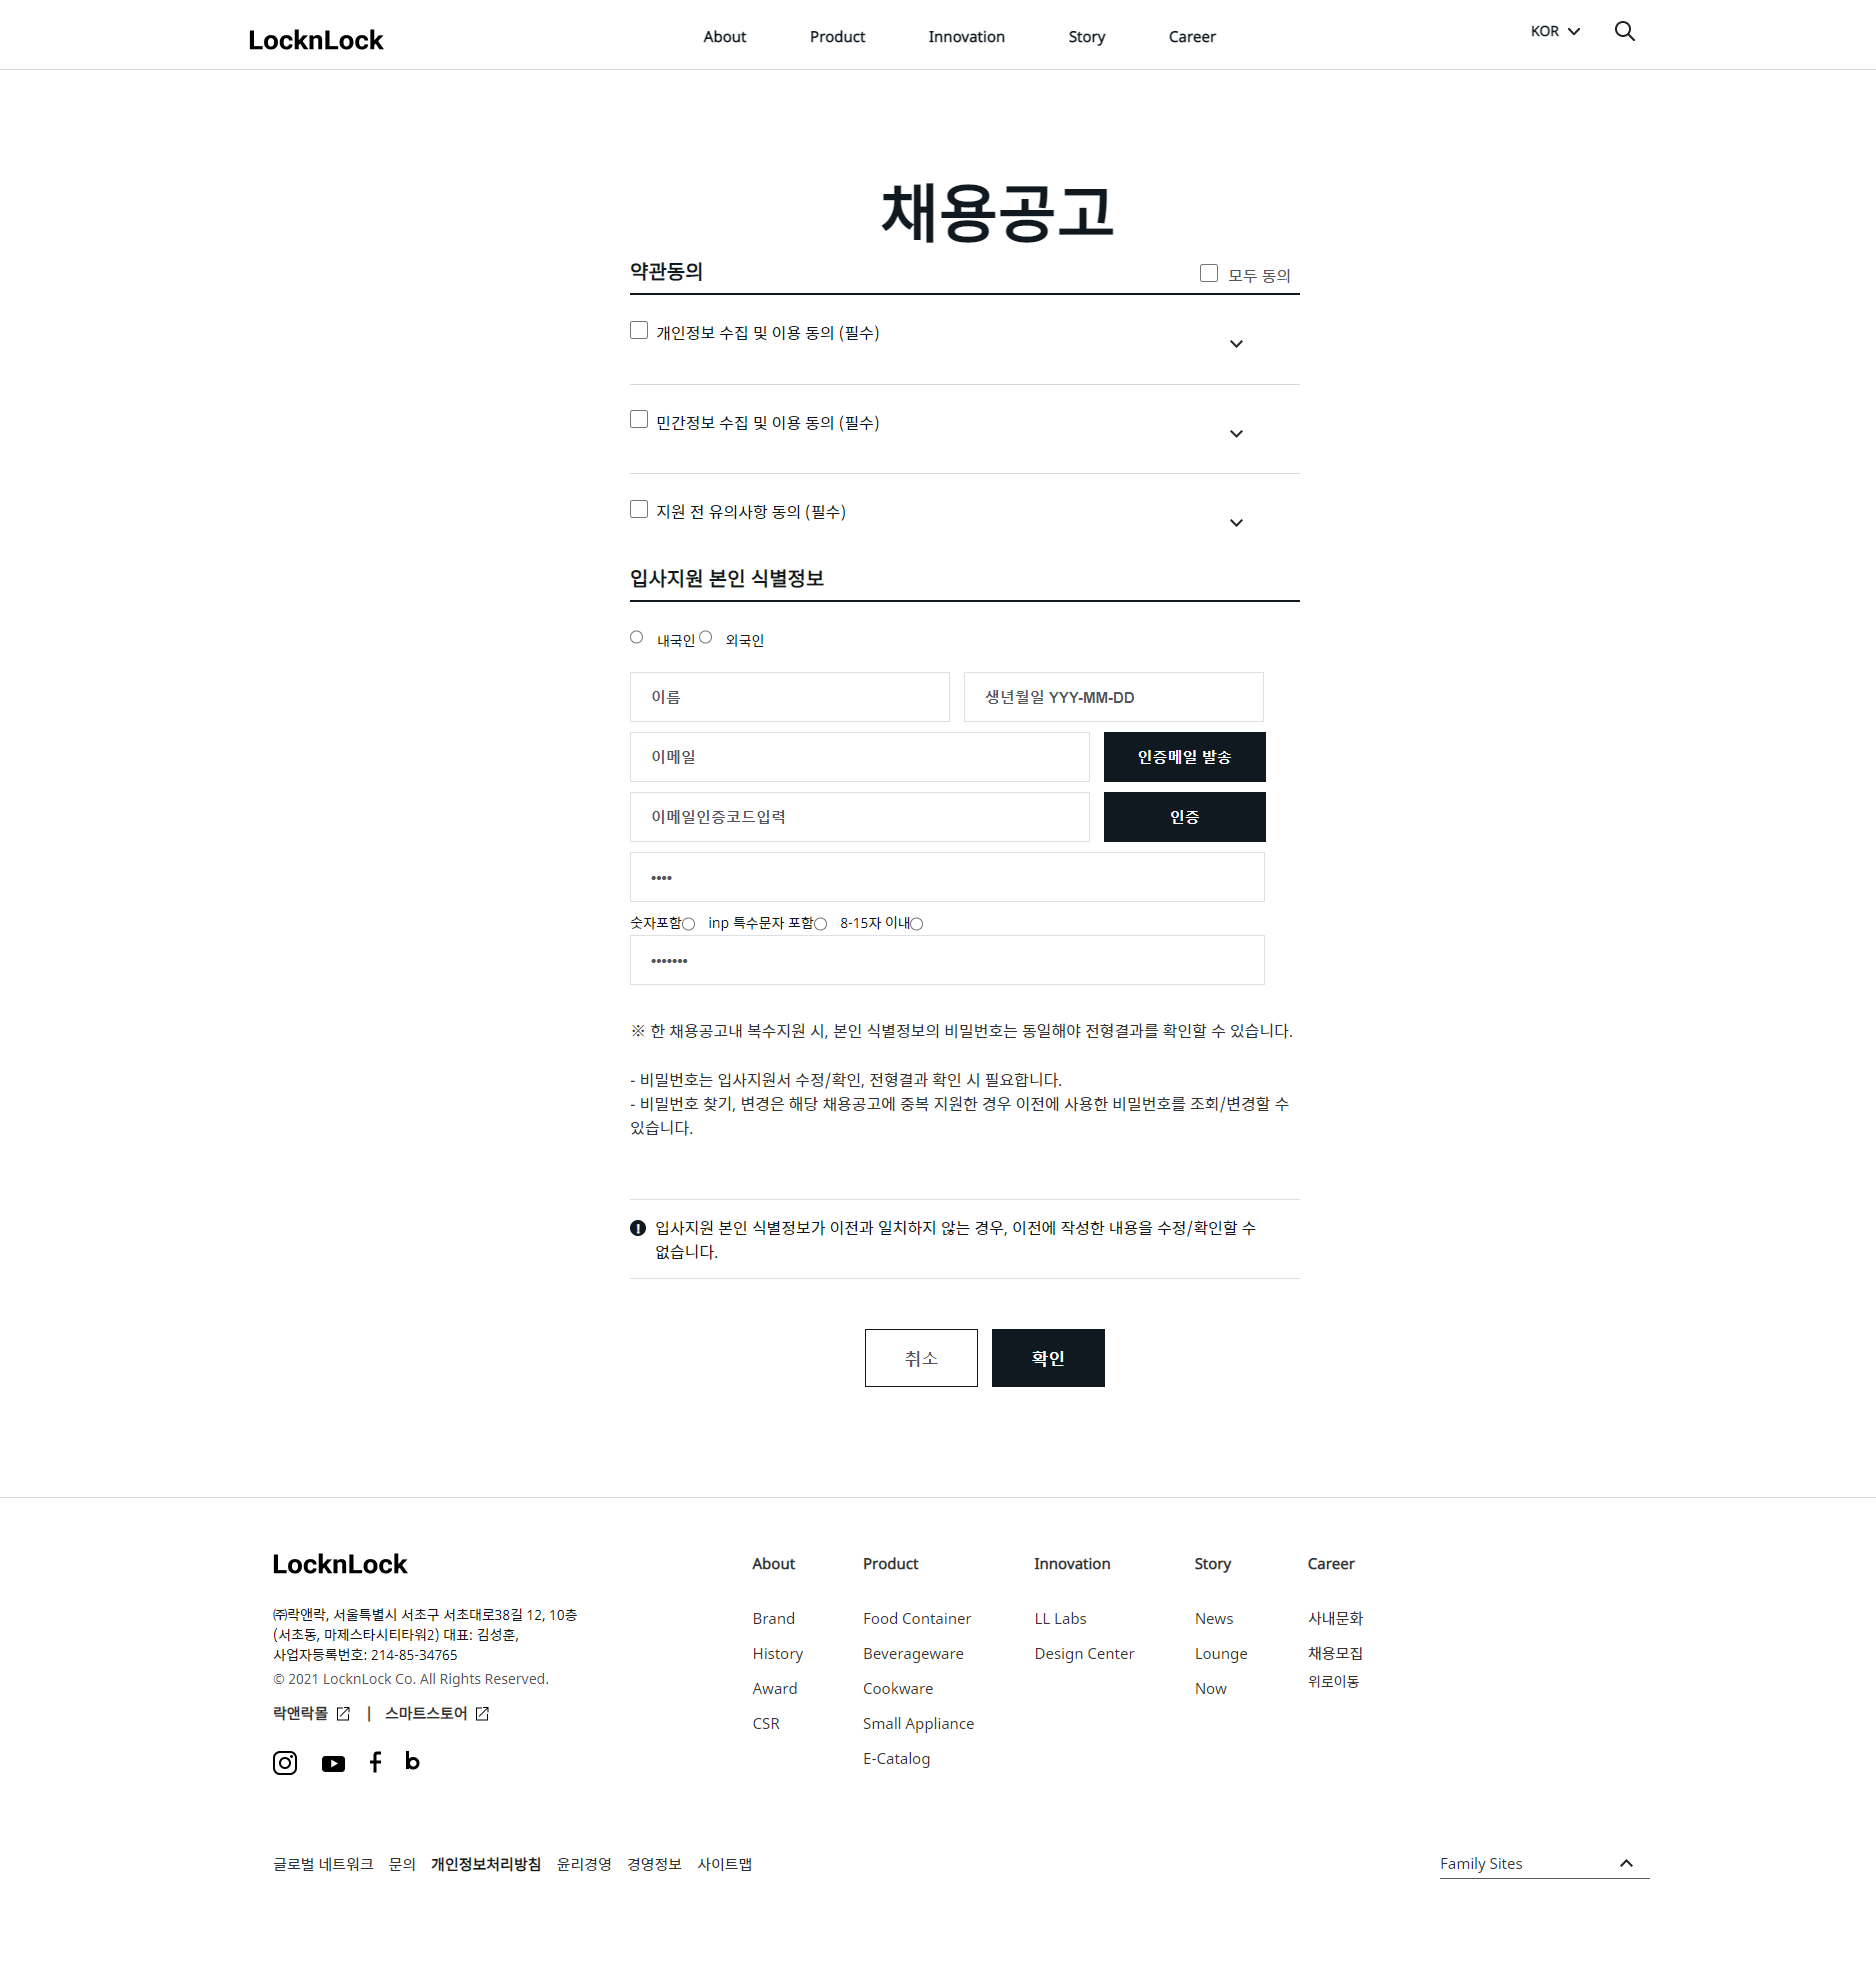 LocknLock
About Product Innovation Story Career
KOR
채용공고
약관동의
모두 동의
개인정보 수집 및 이용 동의 (필수)
민간정보 수집 및 이용 동의 (필수)
지원 전 유의사항 동의 (필수)
입사지원 본인 식별정보
내국인 외국인
이름
생년월일 YYY-MM-DD
이메일
인증메일 발송
이메일인증코드입력
인증
••••
숫자포함 inp 특수문자 포함 8-15자 이내
•••••••
※ 한 채용공고내 복수지원 시, 본인 식별정보의 비밀번호는 동일해야 전형결과를 확인할 수 있습니다.
- 비밀번호는 입사지원서 수정/확인, 전형결과 확인 시 필요합니다.
- 비밀번호 찾기, 변경은 해당 채용공고에 중복 지원한 경우 이전에 사용한 비밀번호를 조회/변경할 수
있습니다.
입사지원 본인 식별정보가 이전과 일치하지 않는 경우, 이전에 작성한 내용을 수정/확인할 수
없습니다.
취소
확인
LocknLock
㈜락앤락, 서울특별시 서초구 서초대로38길 12, 10층
(서초동, 마제스타시티타워2) 대표: 김성훈,
사업자등록번호: 214-85-34765
© 2021 LocknLock Co. All Rights Reserved.
락앤락몰 | 스마트스토어
About
Brand
History
Award
CSR
Product
Food Container
Beverageware
Cookware
Small Appliance
E-Catalog
Innovation
LL Labs
Design Center
Story
News
Lounge
Now
Career
사내문화
채용모집
위로이동
글로벌 네트워크 문의 개인정보처리방침 윤리경영 경영정보 사이트맵
Family Sites